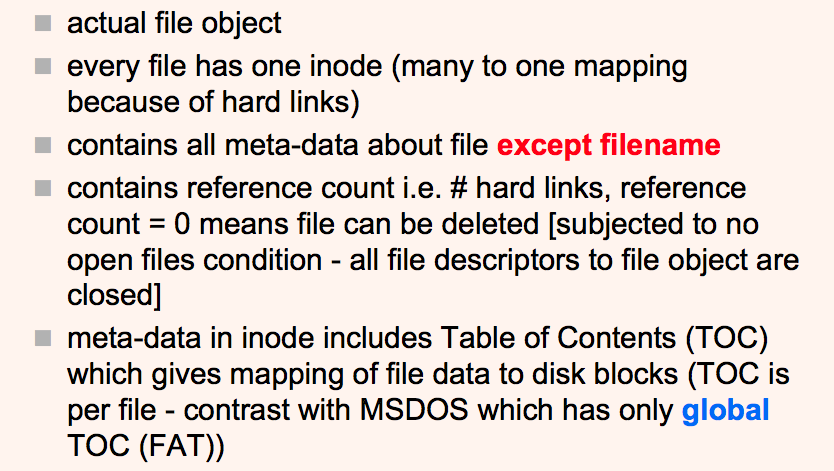 actual file object
every file has one inode (many to one mapping
because of hard links)
contains all meta-data about file except filename
contains reference count i.e. # hard links, reference
count = 0 means file can be deleted [subjected to no
open files condition - all file descriptors to file object are
closed]
meta-data in inode includes Table of Contents (TOC)
which gives mapping of file data to disk blocks (TOC is
per file - contrast with MSDOS which has only global
TOC (FAT))